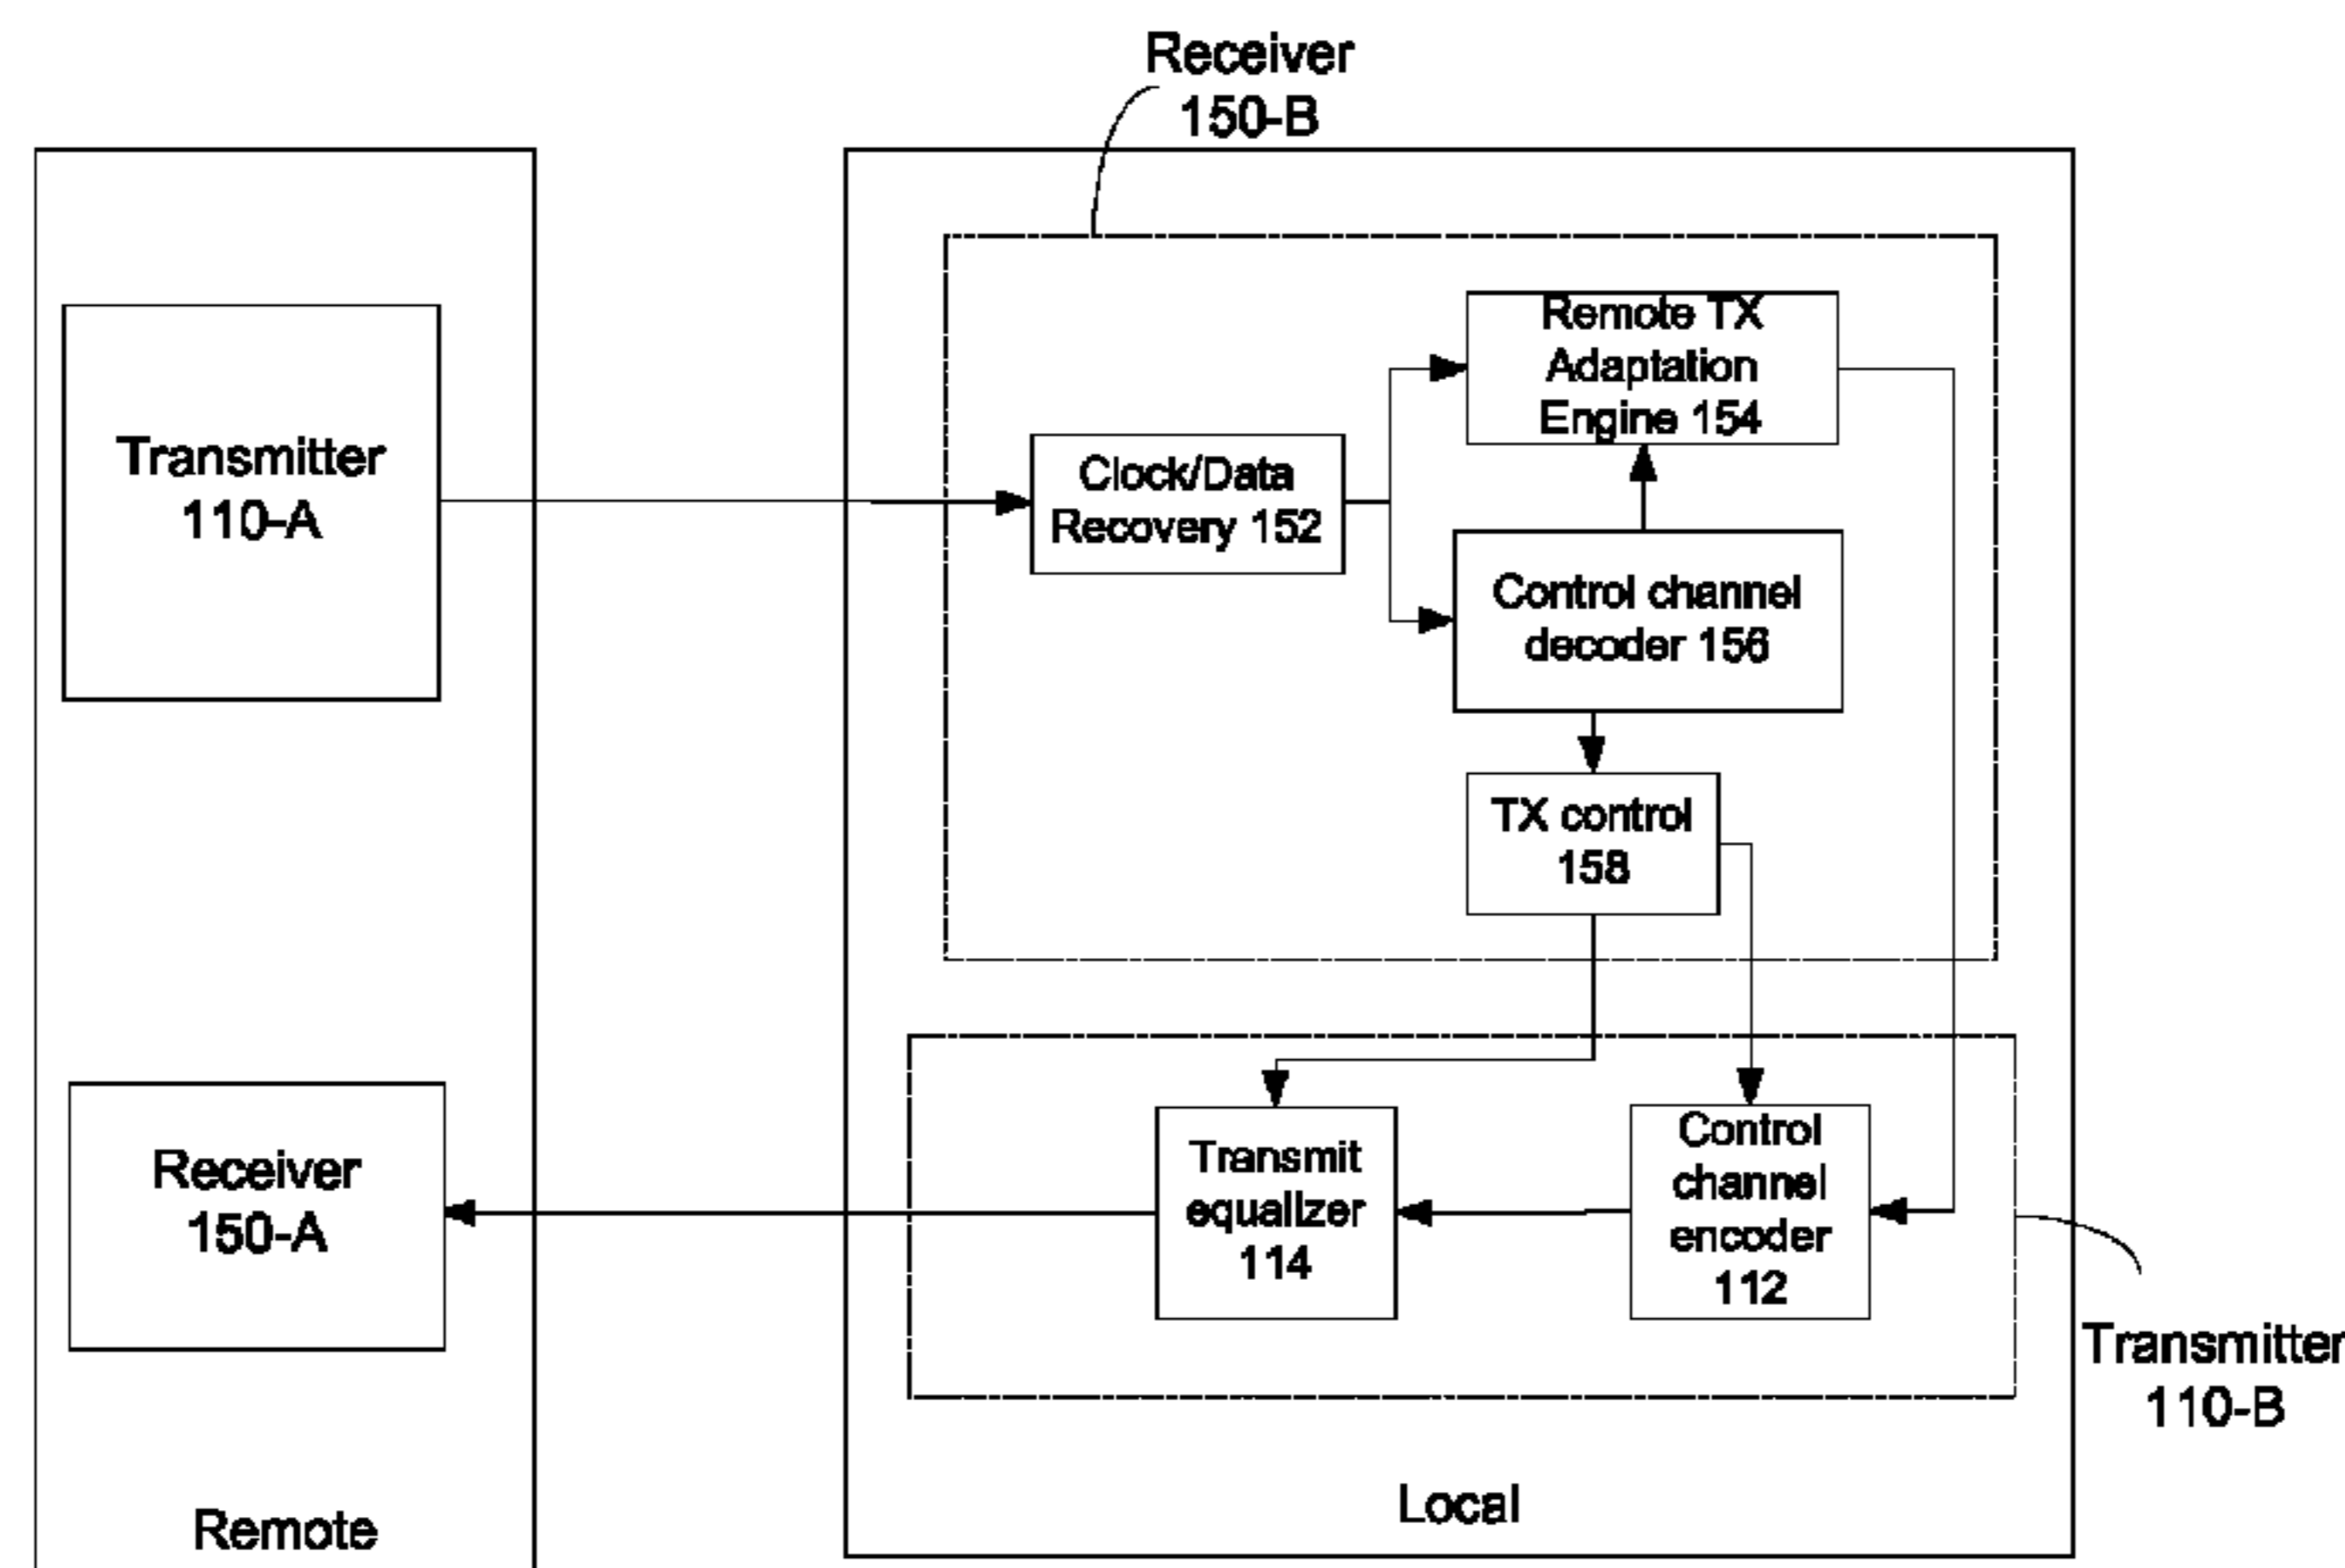 Receiver
150-B
Transmitter
110-A
Clock/Data
Recovery 152
Remote TX
Adaptation
Engine 154
Control channel
decoder 156
TX control
158
Receiver
150-A
Transmit
equalizer
114
Control
channel
encoder
112
Transmitter
110-B
Remote
Local